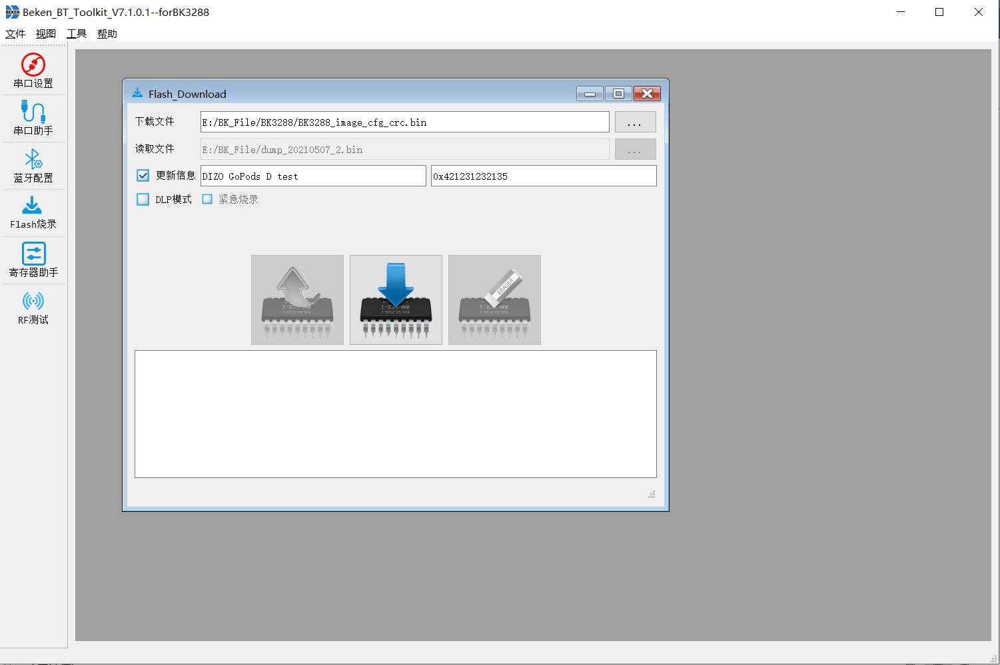 BEKEN Beken_BT_Toolkit_V7.1.0.1--forBK3288
文件 视图 工具 帮助
串口设置
串口助手
蓝牙配置
Flash烧录
寄存器助手
RF测试
Flash_Download
下载文件 E:/BK_File/BK3288/BK3288_image_cfg_crc.bin ...
读取文件 E:/BK_File/dump_20210507_2.bin ...
更新信息 DIZO GoPods D test 0x421231232135
DLP模式 紧急烧录
ERASER